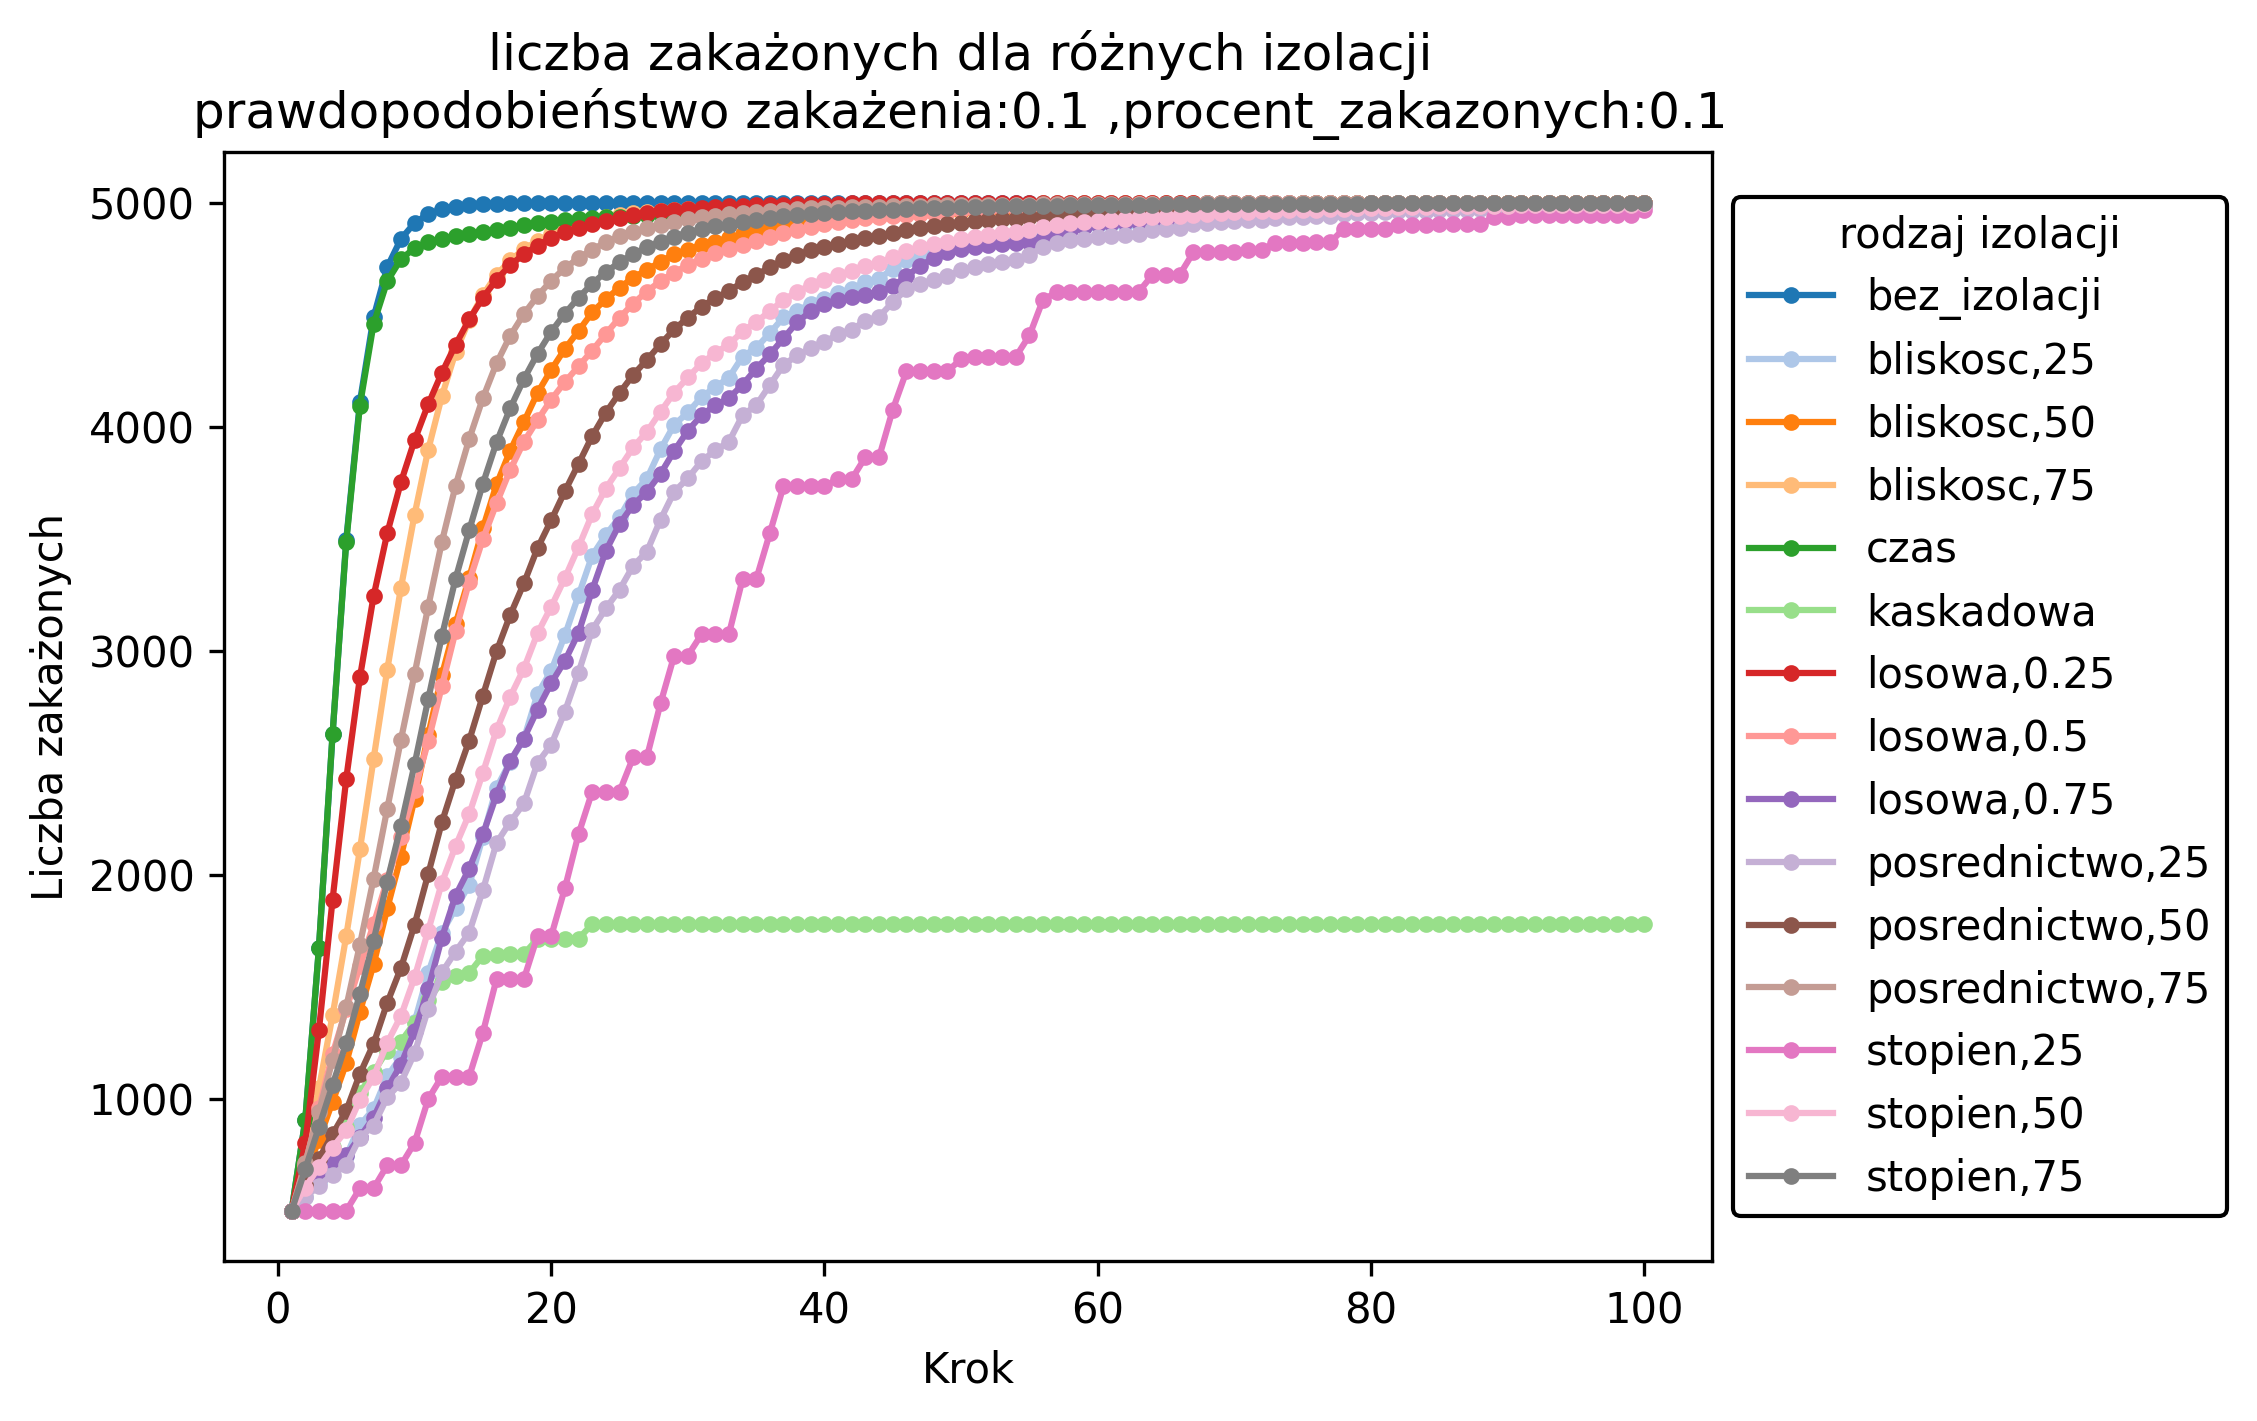 liczba zakażonych dla różnych izolacji
prawdopodobieństwo zakażenia:0.1 ,procent_zakazonych:0.1
Liczba zakażonych
5000
4000
3000
2000
1000
0
20
40
60
80
100
Krok
rodzaj izolacji
bez_izolacji
bliskosc,25
bliskosc,50
bliskosc,75
czas
kaskadowa
losowa,0.25
losowa,0.5
losowa,0.75
posrednictwo,25
posrednictwo,50
posrednictwo,75
stopien,25
stopien,50
stopien,75